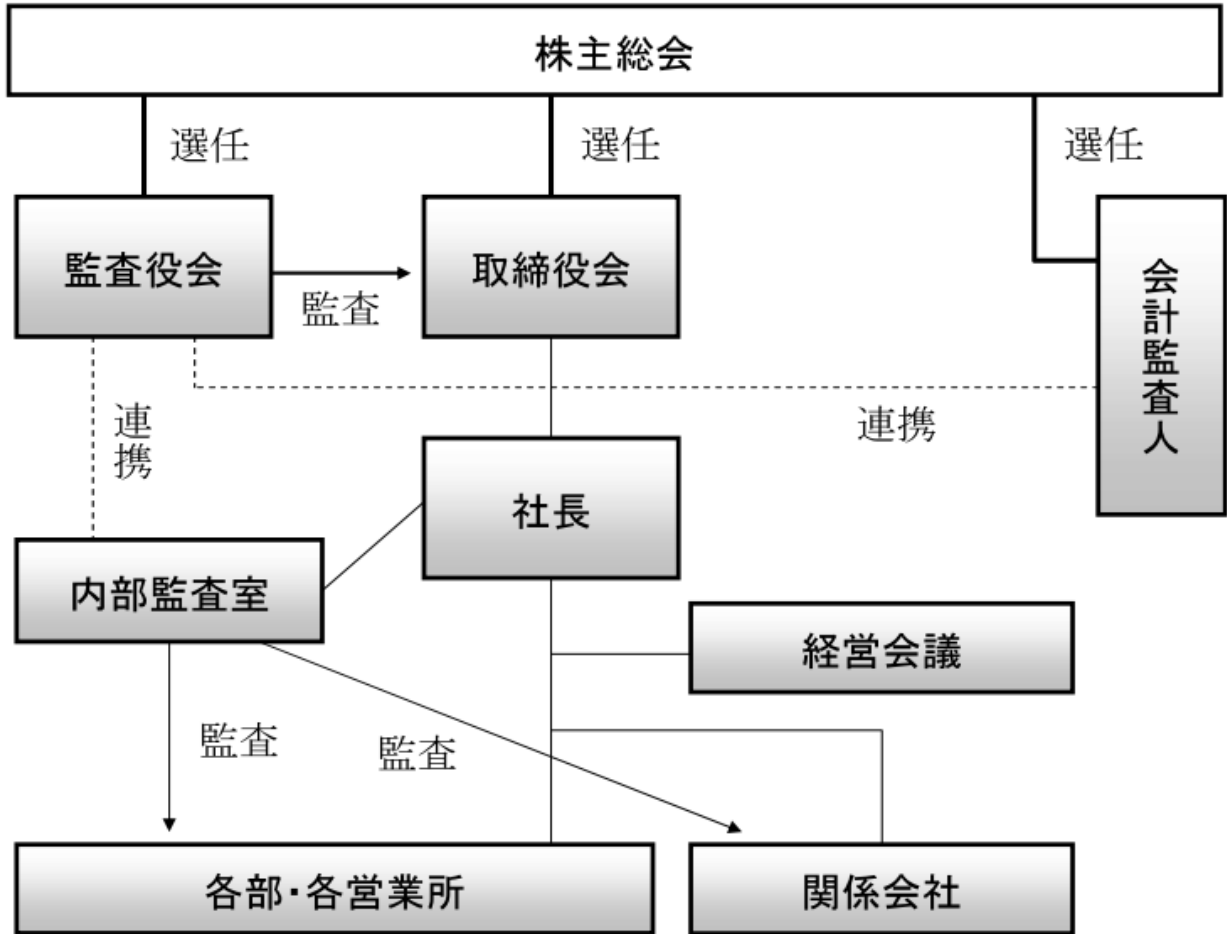 株主総会
選任
選任
選任
監査役会
監査
取締役会
会計監査人
連携
連携
社長
内部監査室
経営会議
監査
監査
各部・各営業所
関係会社